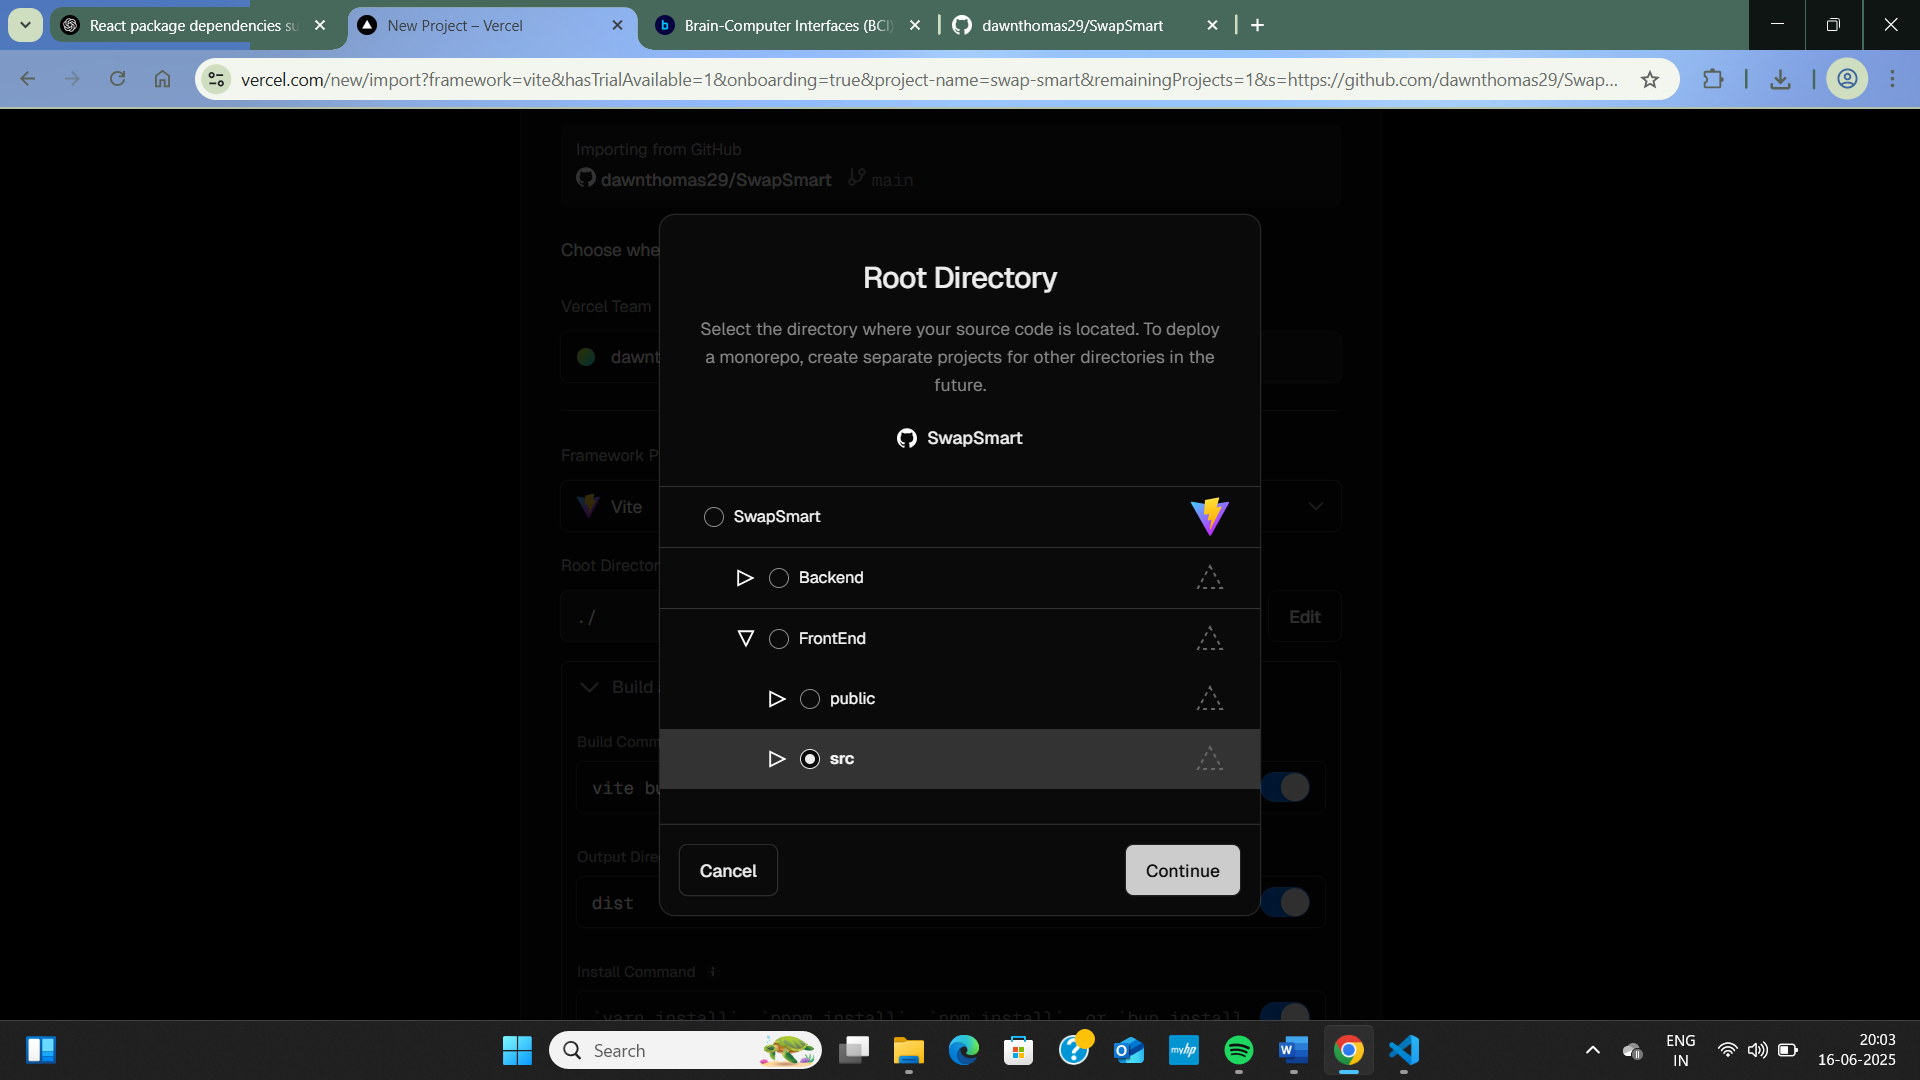 React package dependencies su
New Project – Vercel
Brain-Computer Interfaces (BCI)
dawnthomas29/SwapSmart
vercel.com/new/import?framework=vite&hasTrialAvailable=1&onboarding=true&project-name=swap-smart&remainingProjects=1&s=https://github.com/dawnthomas29/Swap...
Importing from GitHub
dawnthomas29/SwapSmart main
Choose whe
Vercel Team
dawnt
Root Directory
Select the directory where your source code is located. To deploy
a monorepo, create separate projects for other directories in the
future.
SwapSmart
Framework P
Vite
SwapSmart
Root Director
./
Edit
Backend
FrontEnd
public
src
Build
Build Comm
vite bu
Output Dire
dist
Cancel
Continue
Install Command
`yarn install`, `pnpm install`, `npm install`, or `bun install`
Search
ENG
IN
20:03
16-06-2025